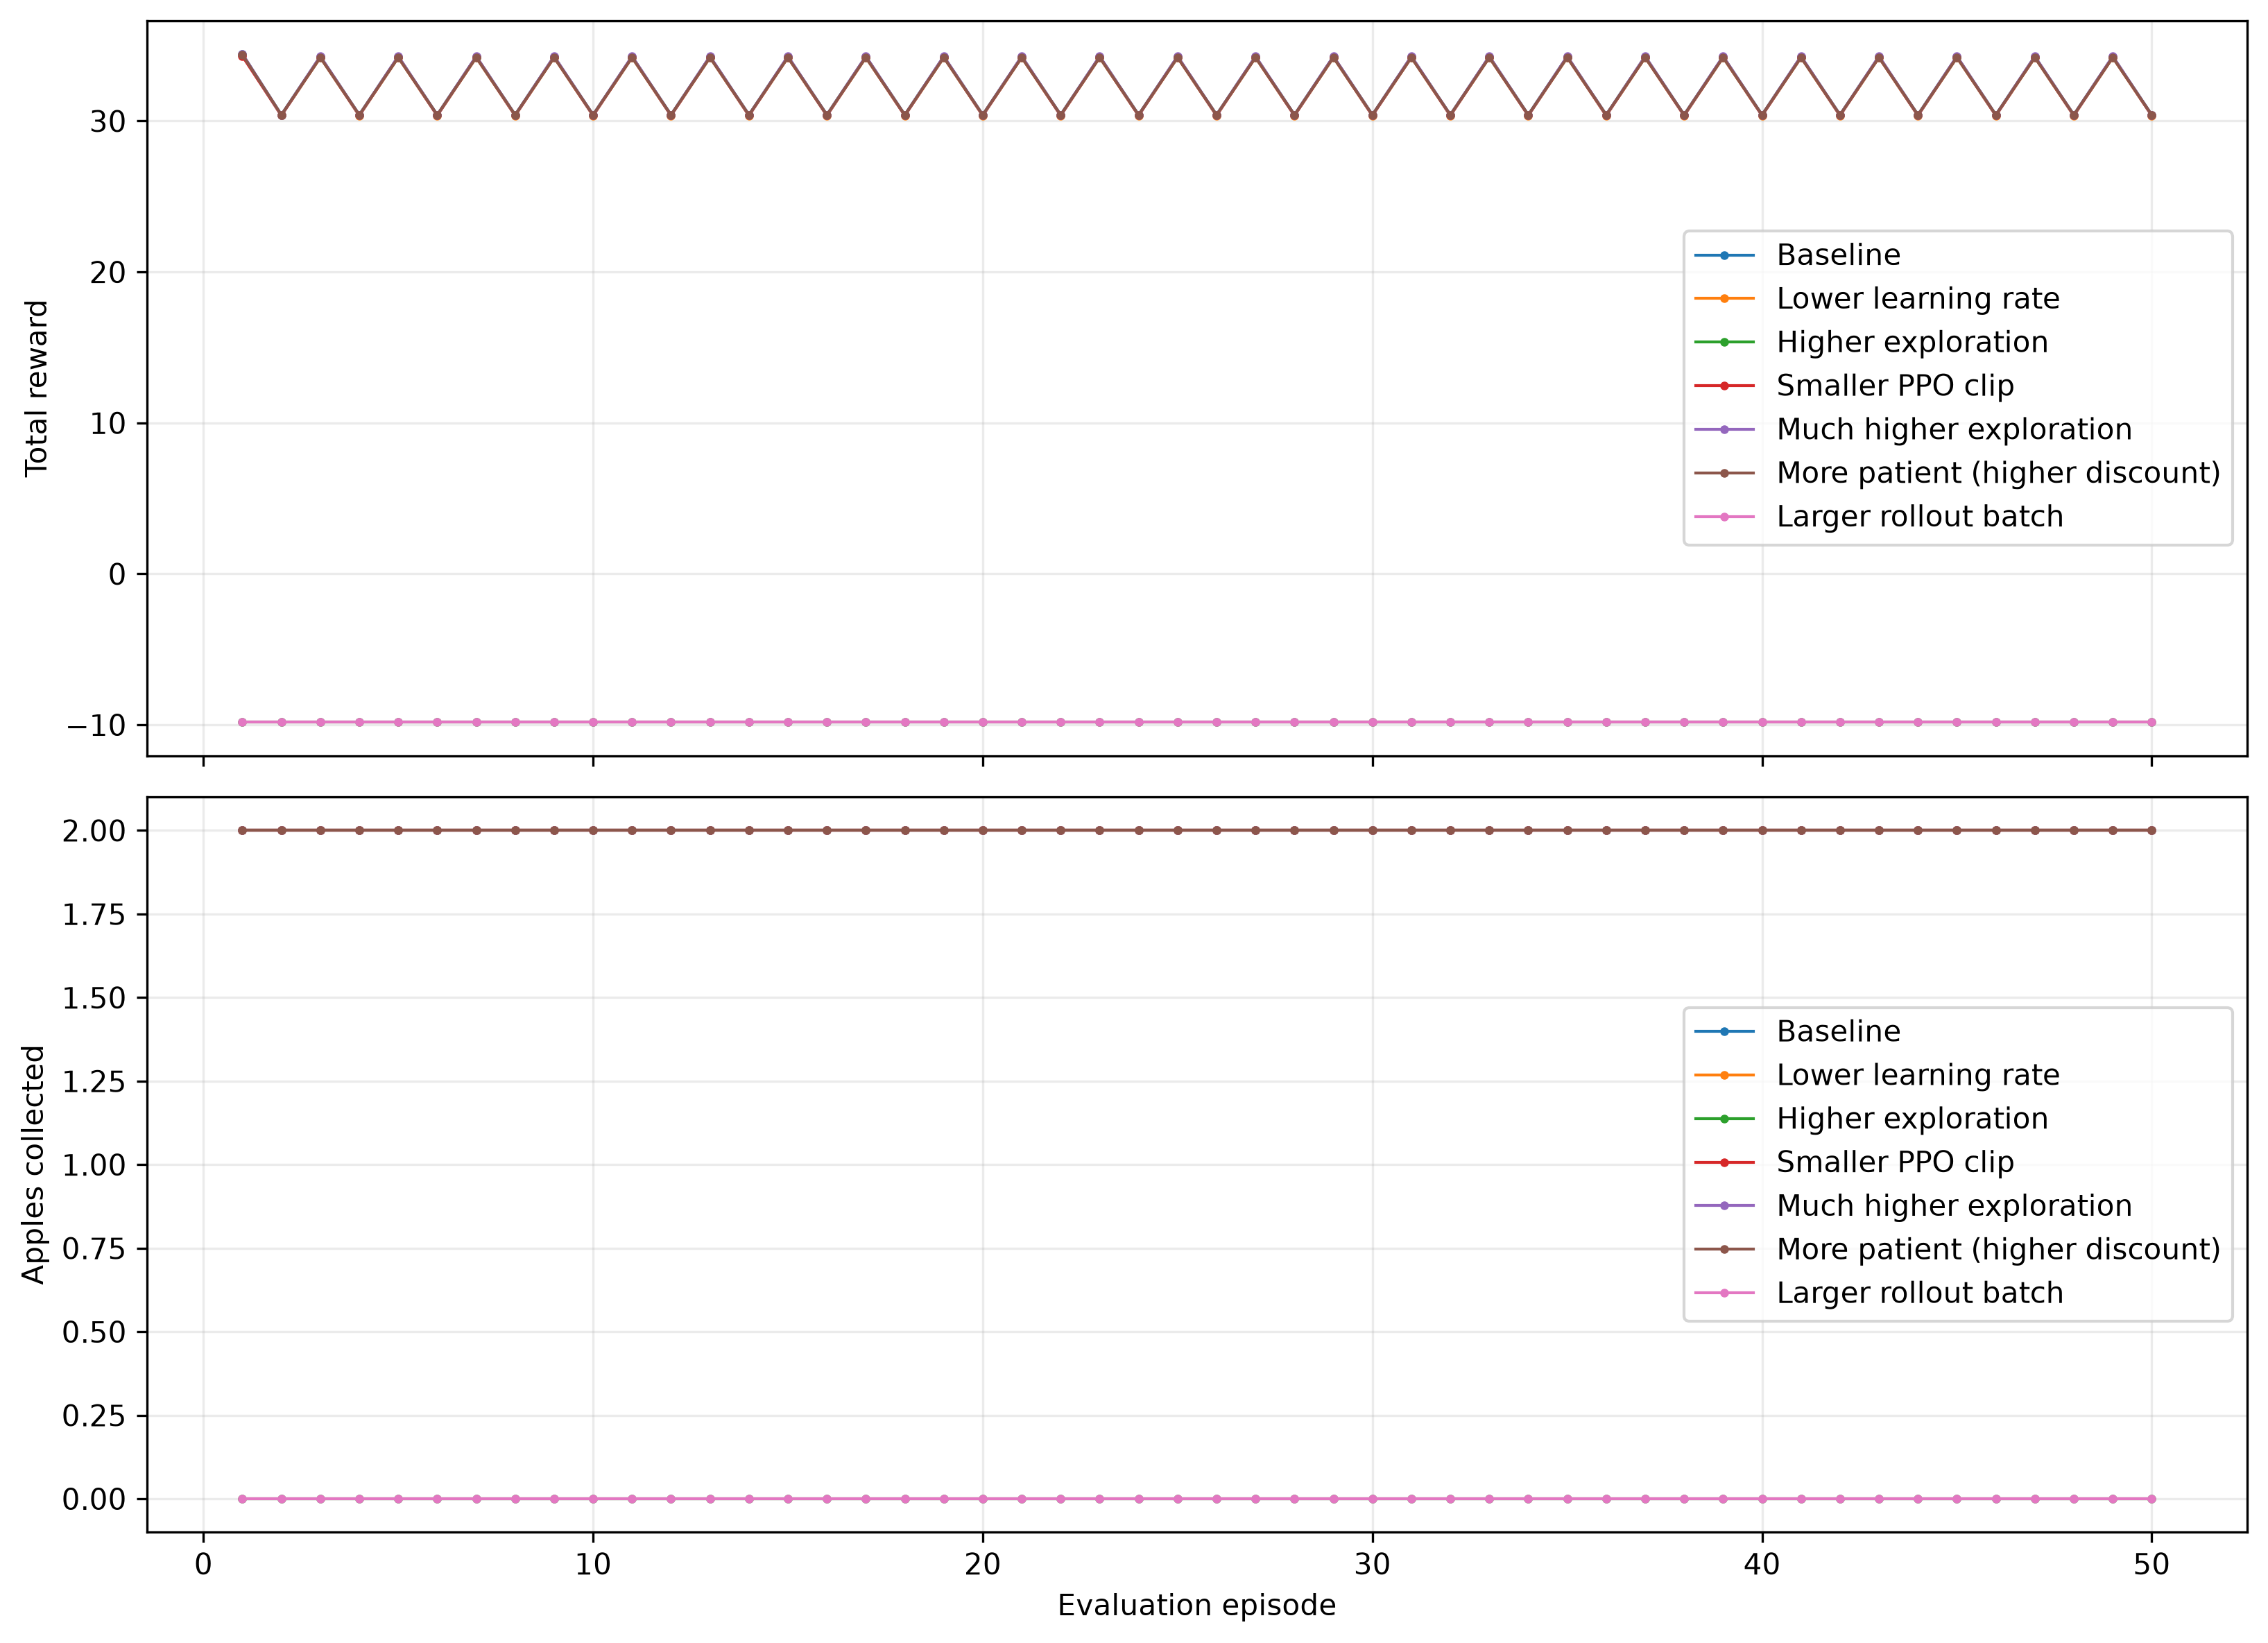 30
20
10
0
−10
Total reward
Baseline
Lower learning rate
Higher exploration
Smaller PPO clip
Much higher exploration
More patient (higher discount)
Larger rollout batch
2.00
1.75
1.50
1.25
1.00
0.75
0.50
0.25
0.00
Apples collected
Baseline
Lower learning rate
Higher exploration
Smaller PPO clip
Much higher exploration
More patient (higher discount)
Larger rollout batch
0 10 20 30 40 50
Evaluation episode